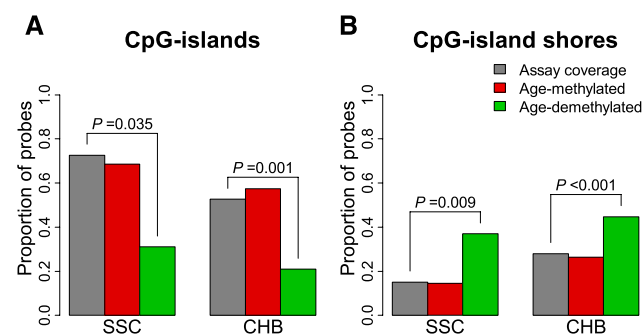 A
CpG-islands
Proportion of probes
0.0
0.2
0.4
0.6
0.8
1.0
P =0.035
P =0.001
SSC
CHB
B
CpG-island shores
Assay coverage
Age-methylated
Age-demethylated
Proportion of probes
0.0
0.2
0.4
0.6
0.8
1.0
P =0.009
P <0.001
SSC
CHB